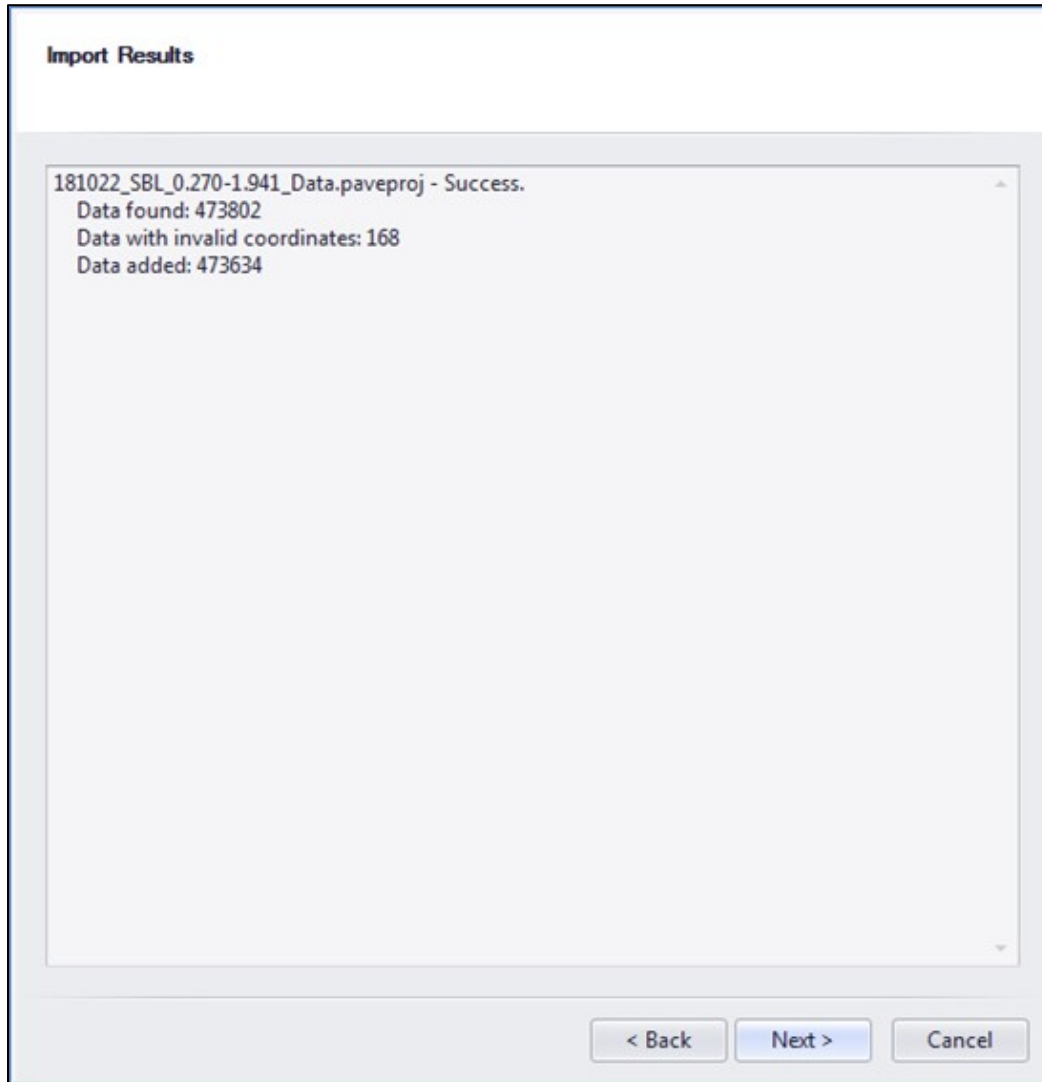 Import Results
181022_SBL_0.270-1.941_Data.paveproj - Success.
Data found: 473802
Data with invalid coordinates: 168
Data added: 473634
< Back
Next >
Cancel